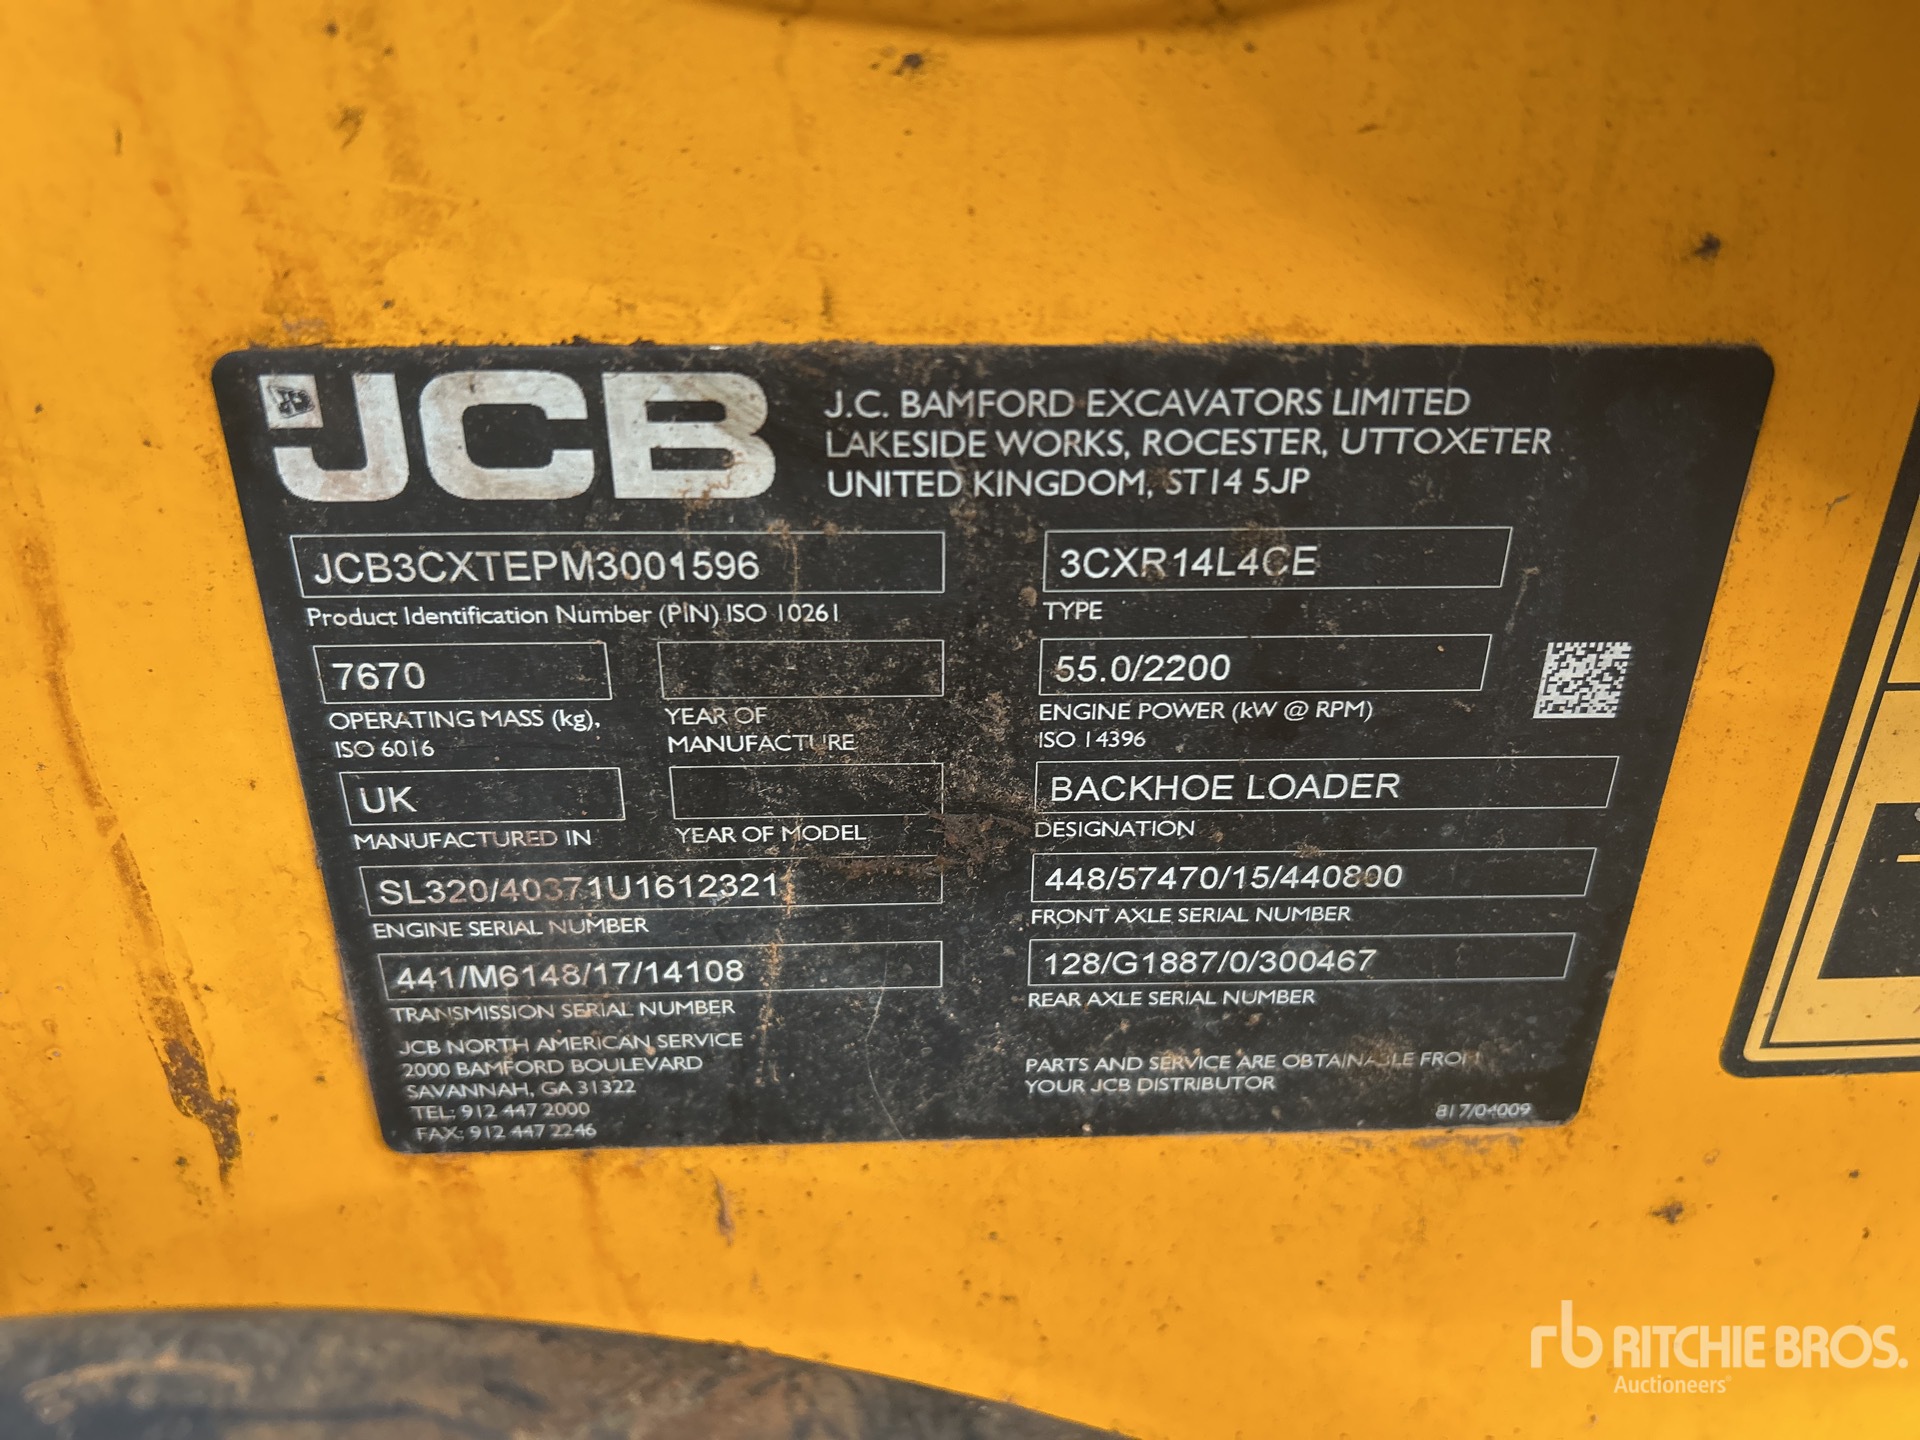 JCB
J.C. BAMFORD EXCAVATORS LIMITED
LAKESIDE WORKS, ROCESTER, UTTOXETER
UNITED KINGDOM, ST14 5JP
JCB3CXTEPM3001596
Product Identification Number (PIN) ISO 10261
3CXR14L4CE
TYPE
7670
OPERATING MASS (kg),
ISO 6016
YEAR OF
MANUFACTURE
55.0/2200
ENGINE POWER (kW @ RPM)
ISO 14396
UK
MANUFACTURED IN
YEAR OF MODEL
BACKHOE LOADER
DESIGNATION
SL320/40371U1612321
ENGINE SERIAL NUMBER
448/57470/15/440800
FRONT AXLE SERIAL NUMBER
441/M6148/17/14108
TRANSMISSION SERIAL NUMBER
128/G1887/0/300467
REAR AXLE SERIAL NUMBER
JCB NORTH AMERICAN SERVICE
2000 BAMFORD BOULEVARD
SAVANNAH, GA 31322
TEL: 912 447 2000
FAX: 912 447 2246
PARTS AND SERVICE ARE OBTAINABLE FROM
YOUR JCB DISTRIBUTOR
817/04009
rb RITCHIE BROS.
Auctioneers